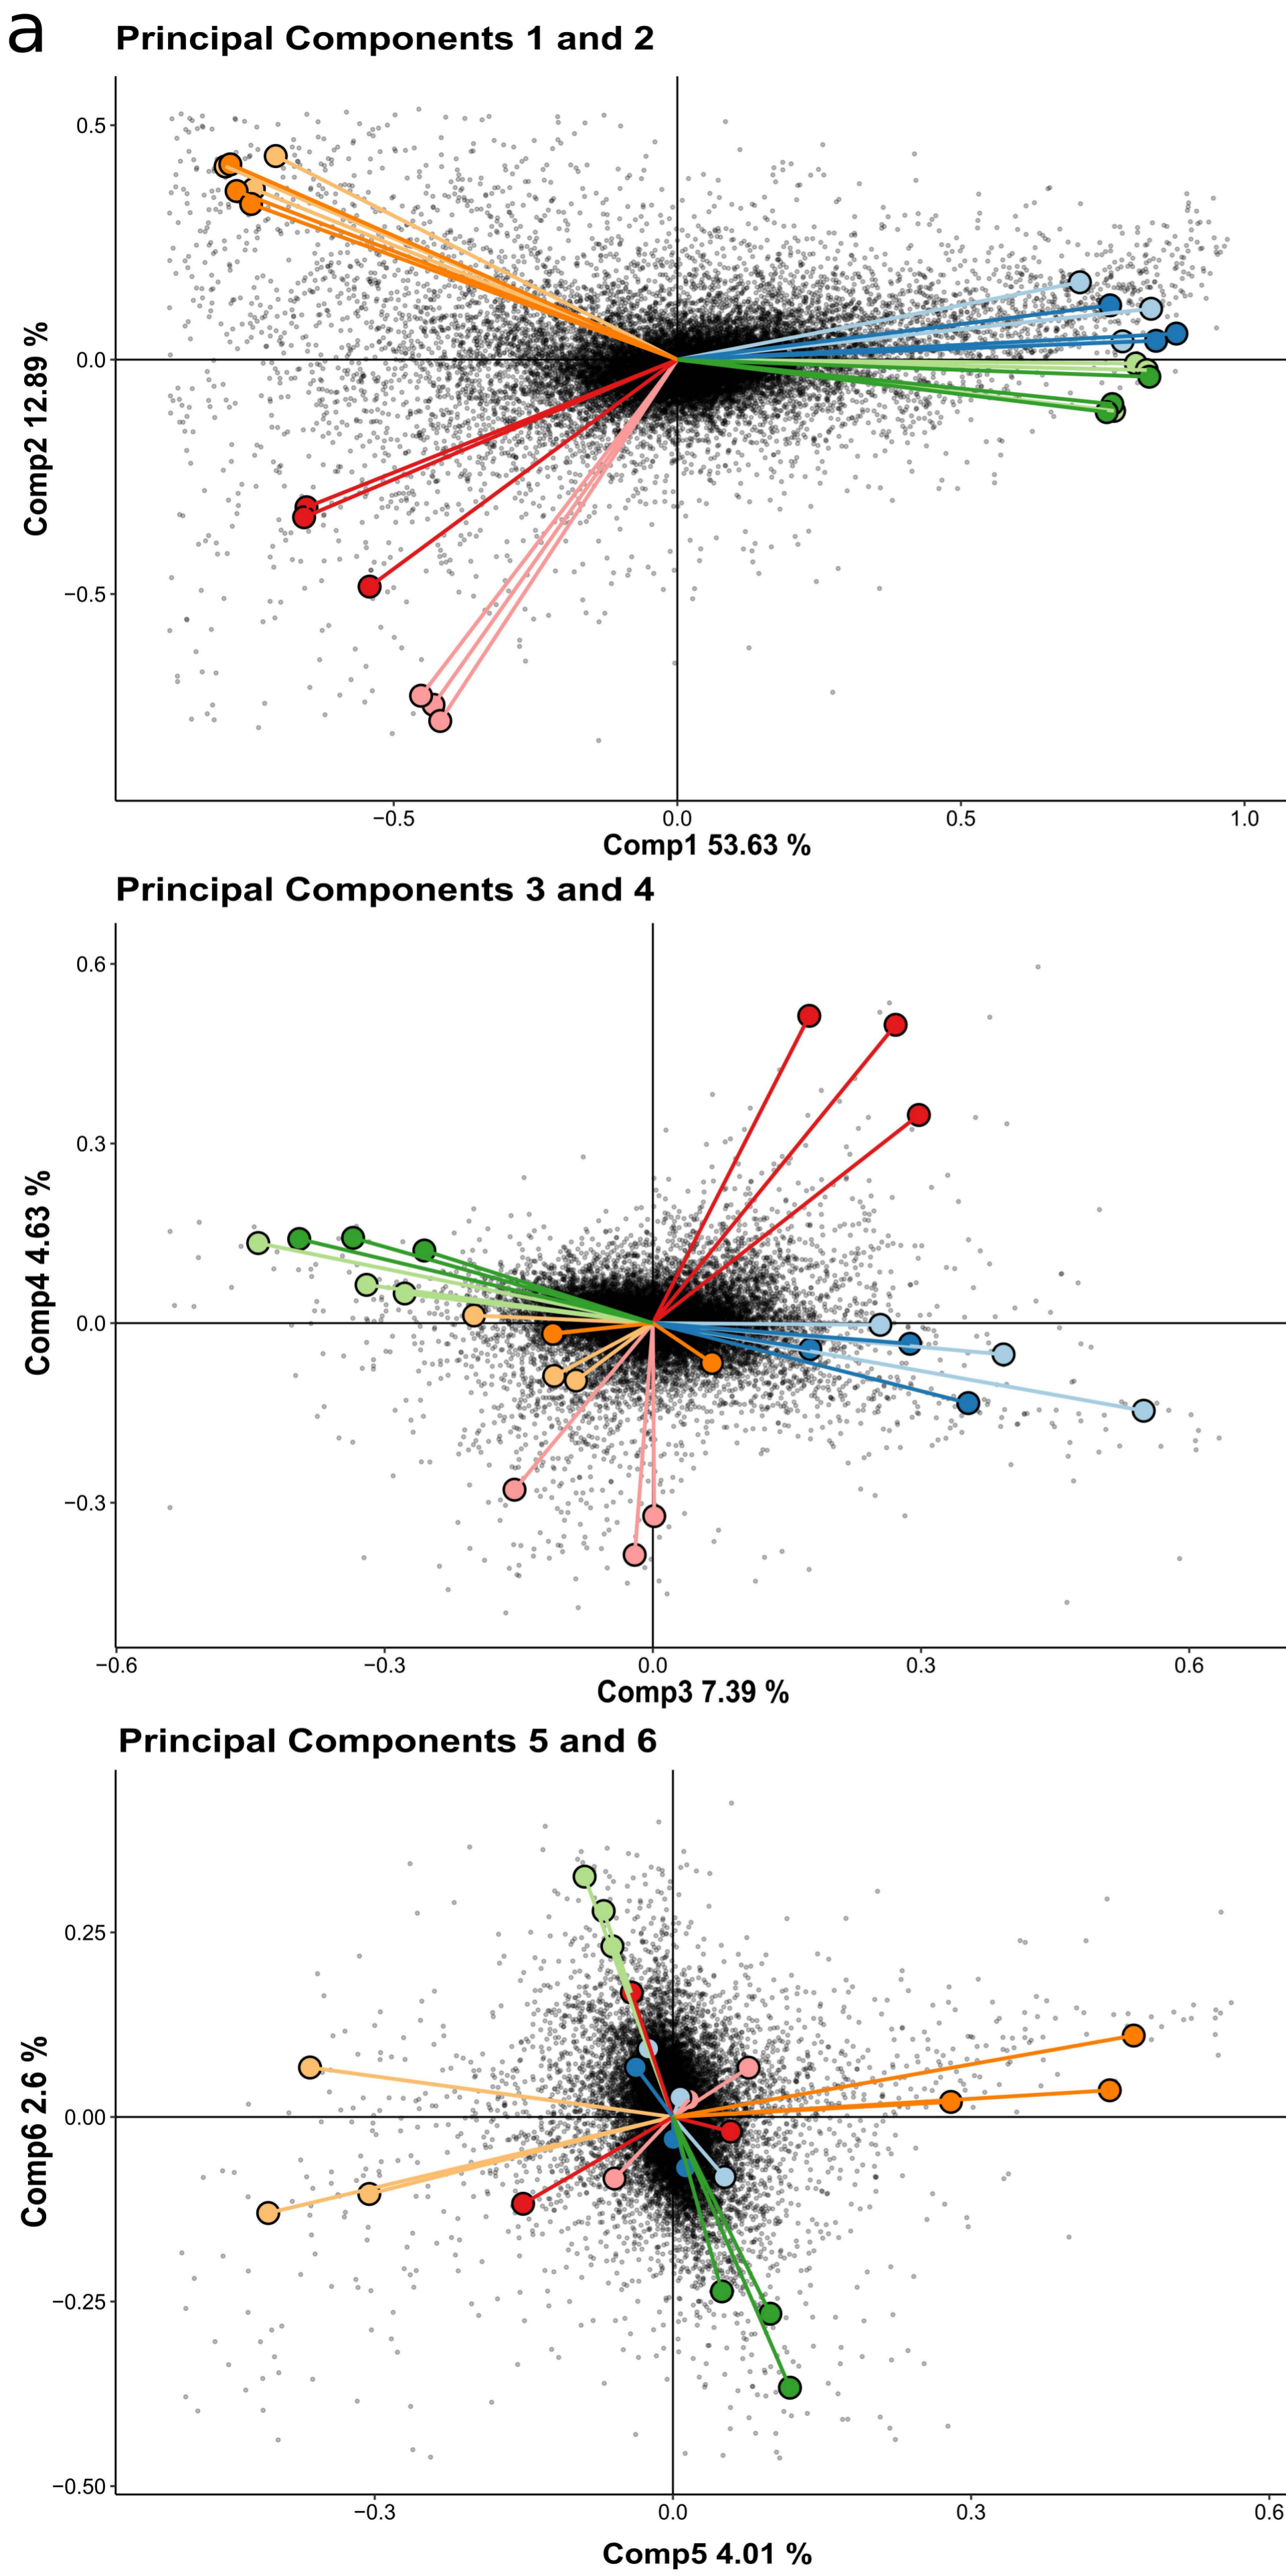 a
Principal Components 1 and 2
0.5
0.0
−0.5
Comp2 12.89 %
−0.5 0.0 0.5 1.0
Comp1 53.63 %
Principal Components 3 and 4
0.6
0.3
0.0
−0.3
Comp4 4.63 %
−0.6 −0.3 0.0 0.3 0.6
Comp3 7.39 %
Principal Components 5 and 6
0.25
0.00
−0.25
−0.50
Comp6 2.6 %
−0.3 0.0 0.3 0.6
Comp5 4.01 %